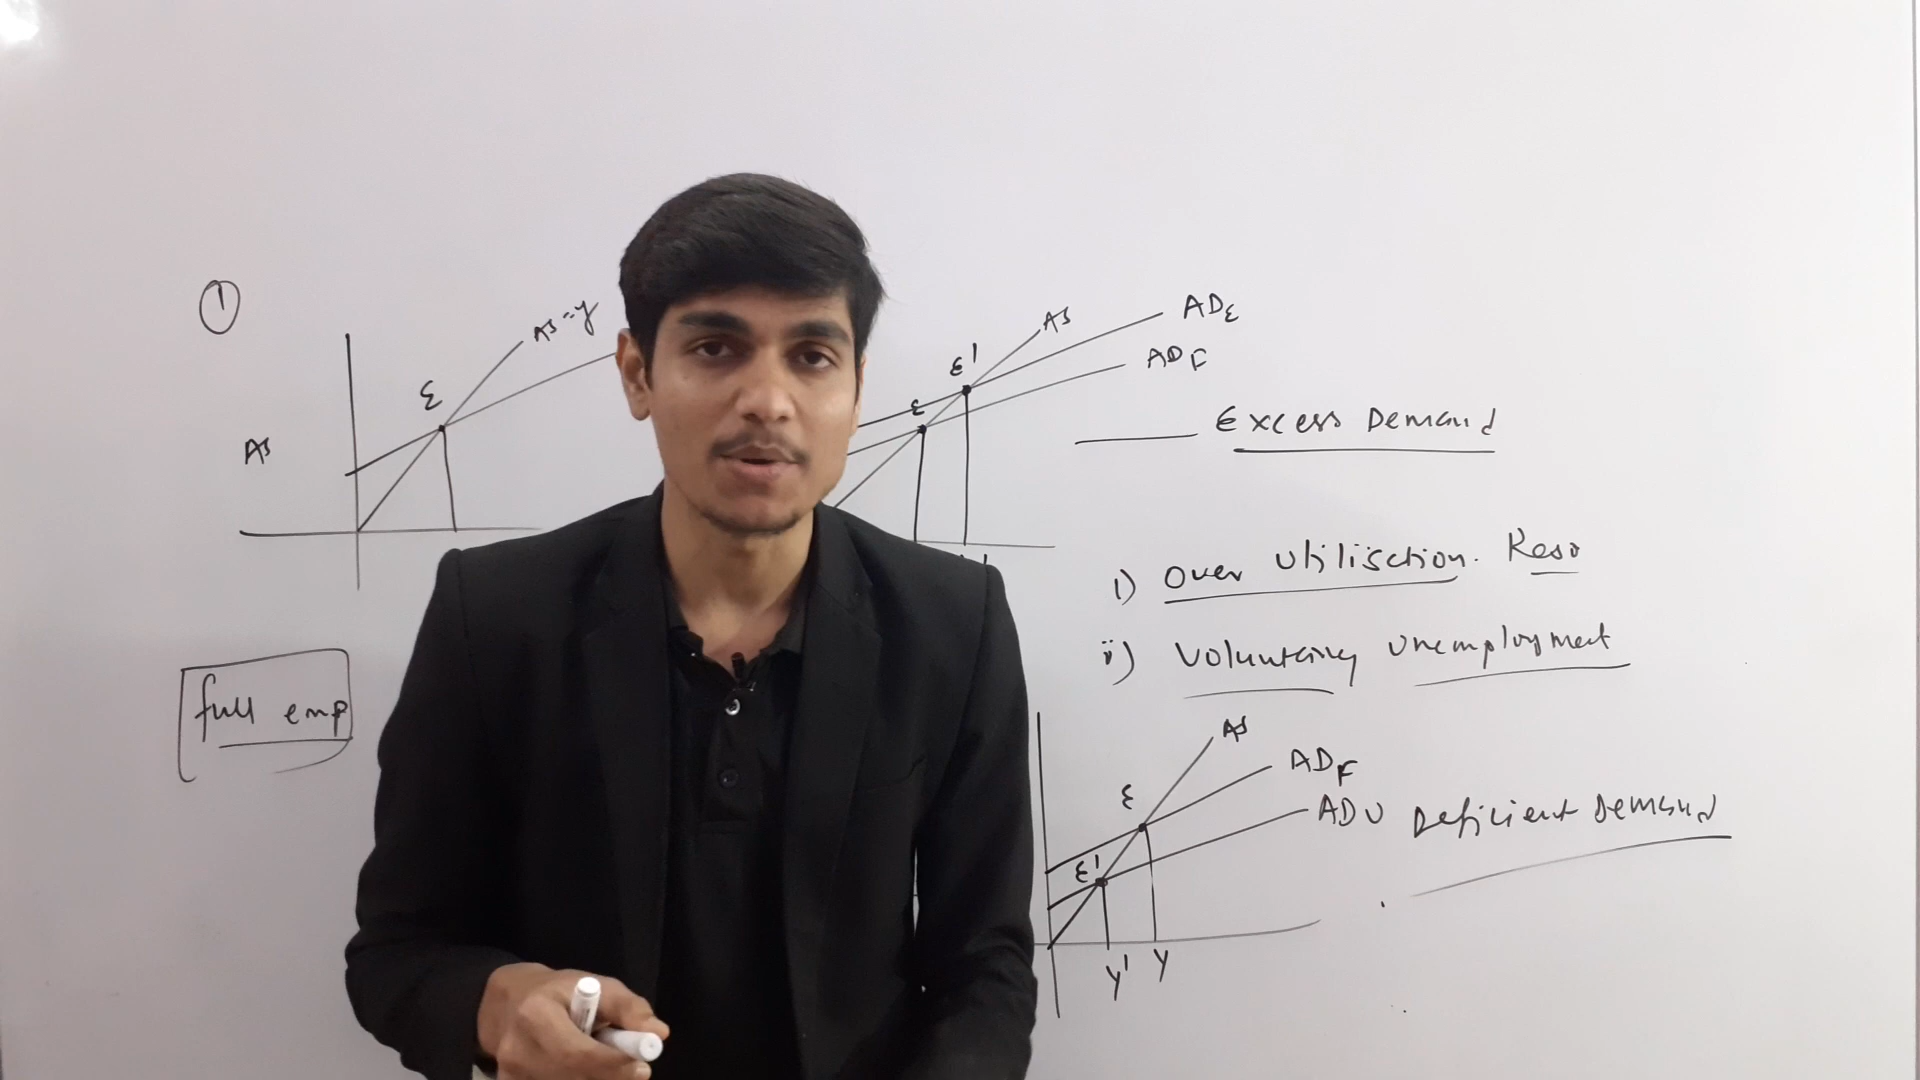 1
AS = y
E
AS
full emp
AS
ADE
E'
ADF
E
Excess Demand
i) Over Utilisction. Reso
ii) Voluntary unemployment
AS
ADF
E
ADU Deficient Demand
E'
y' y